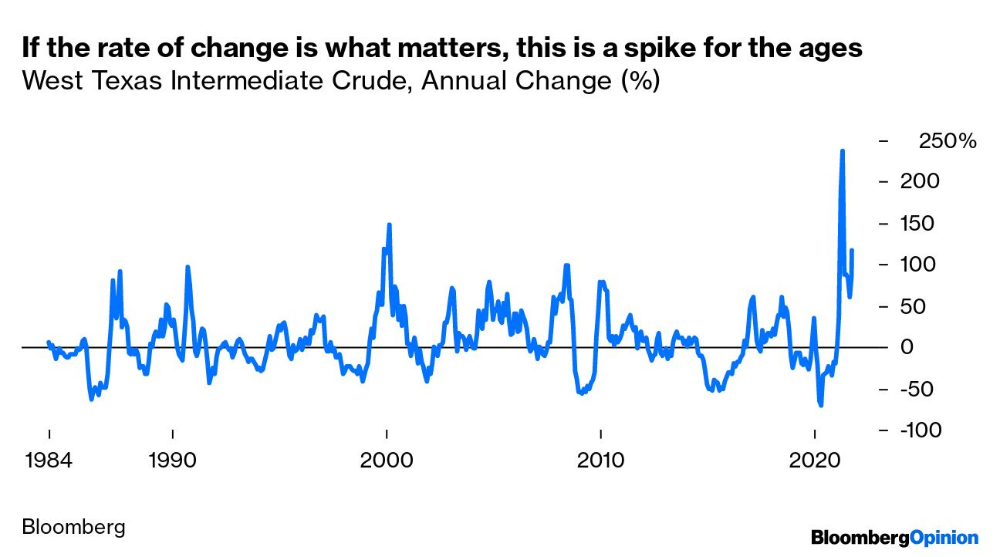 If the rate of change is what matters, this is a spike for the ages
West Texas Intermediate Crude, Annual Change (%)
250%
200
150
100
50
0
-50
-100
1984 1990 2000 2010 2020
Bloomberg
BloombergOpinion